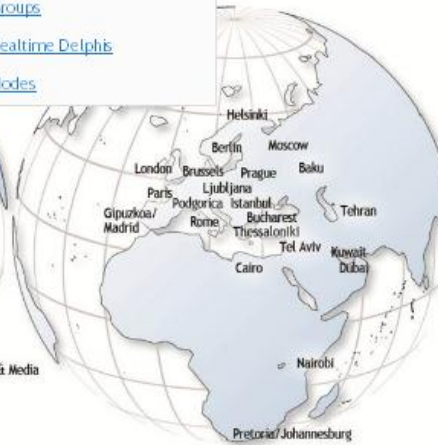 roups
ealtime Delphis
lodes
Helsinki
Berlin
Moscow
London
Brussels
Prague
Baku
Paris
Ljubljana
Podgorica
Istanbul
Gipuzkoa/
Madrid
Rome
Bucharest
Tehran
Thessaloniki
Tel Aviv
Kuwait
Cairo
Dubai
& Media
Nairobi
Pretoria/Johannesburg